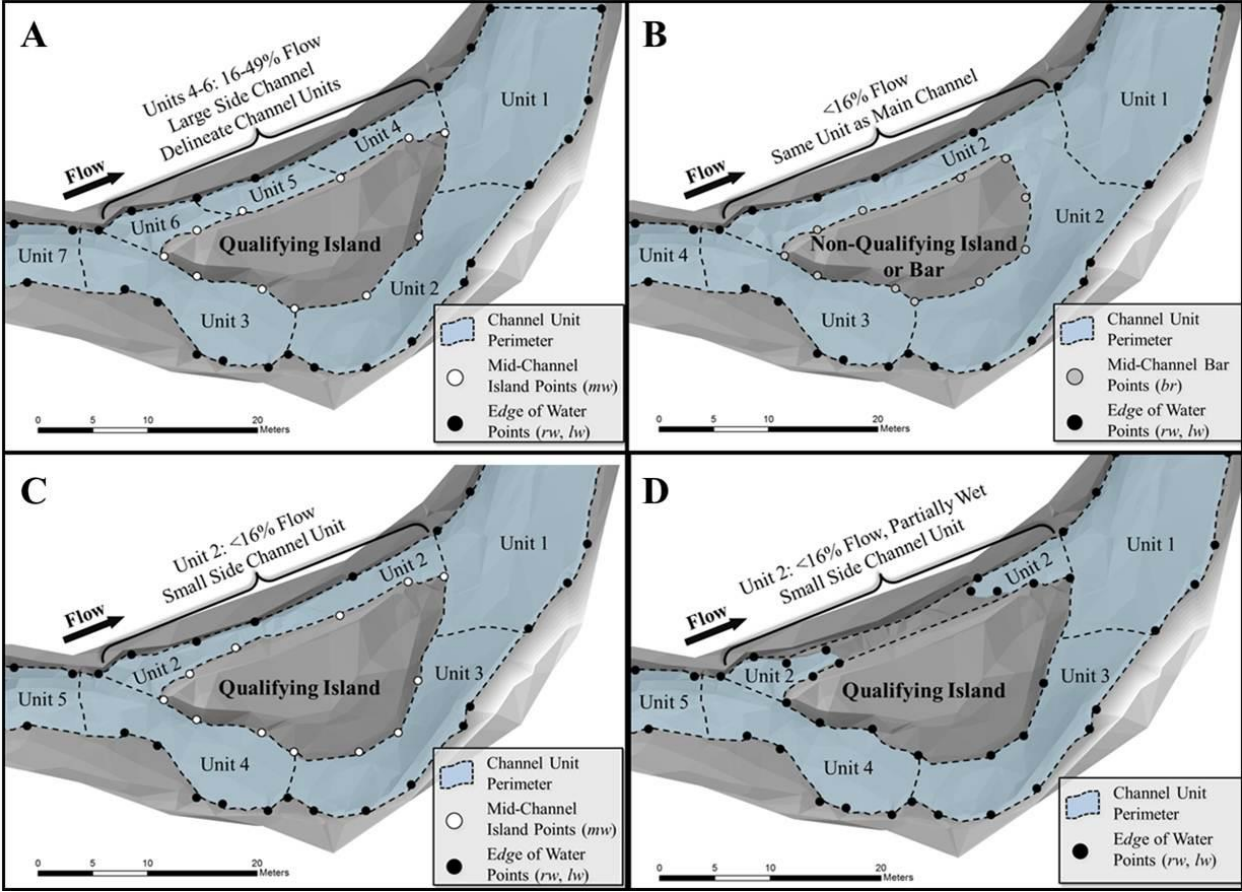 A
Units 4-6: 16-49% Flow
Large Side Channel
Delineate Channel Units
Flow
Unit 1
Unit 4
Unit 5
Unit 6
Unit 7
Qualifying Island
Unit 2
Unit 3
Channel Unit
Perimeter
Mid-Channel
Island Points (mw)
Edge of Water
Points (rw, lw)
0 5 10 20
Meters
B
<16% Flow
Same Unit as Main Channel
Flow
Unit 1
Unit 2
Unit 2
Unit 4
Non-Qualifying Island
or Bar
Unit 3
Channel Unit
Perimeter
Mid-Channel Bar
Points (br)
Edge of Water
Points (rw, lw)
0 5 10 20
Meters
C
Unit 2: <16% Flow
Small Side Channel Unit
Flow
Unit 1
Unit 2
Unit 2
Unit 3
Unit 5
Qualifying Island
Unit 4
Channel Unit
Perimeter
Mid-Channel
Island Points (mw)
Edge of Water
Points (rw, lw)
0 5 10 20
Meters
D
Unit 2: <16% Flow, Partially Wet
Small Side Channel Unit
Flow
Unit 1
Unit 2
Unit 2
Unit 3
Unit 5
Qualifying Island
Unit 4
Channel Unit
Perimeter
Edge of Water
Points (rw, lw)
0 5 10 20
Meters